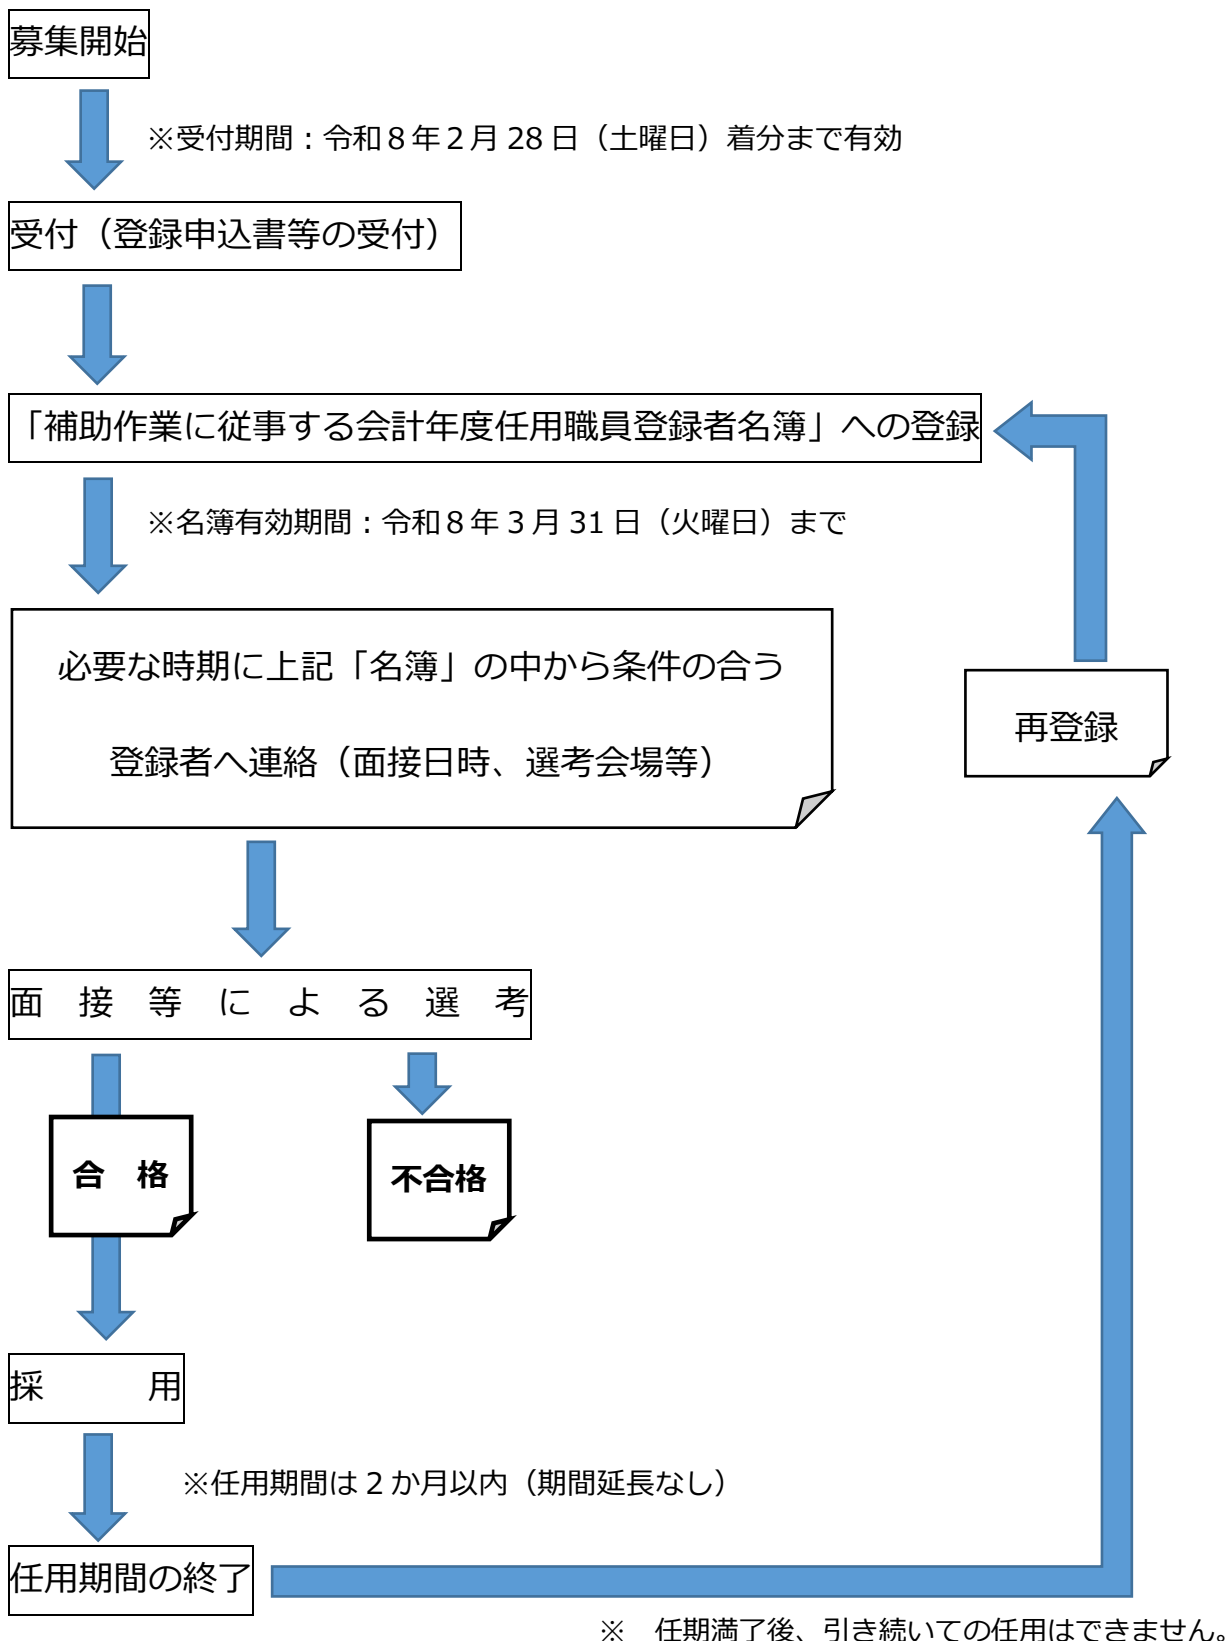 募集開始
※受付期間：令和８年２月 28 日（土曜日）着分まで有効
受付（登録申込書等の受付）
「補助作業に従事する会計年度任用職員登録者名簿」への登録
※名簿有効期間：令和８年３月 31 日（火曜日）まで
必要な時期に上記「名簿」の中から条件の合う
登録者へ連絡（面接日時、選考会場等）
再登録
面　接　等　に　よ　る　選　考
合　格
不合格
採　　　用
※任用期間は２か月以内（期間延長なし）
任用期間の終了
※　任期満了後、引き続いての任用はできません。